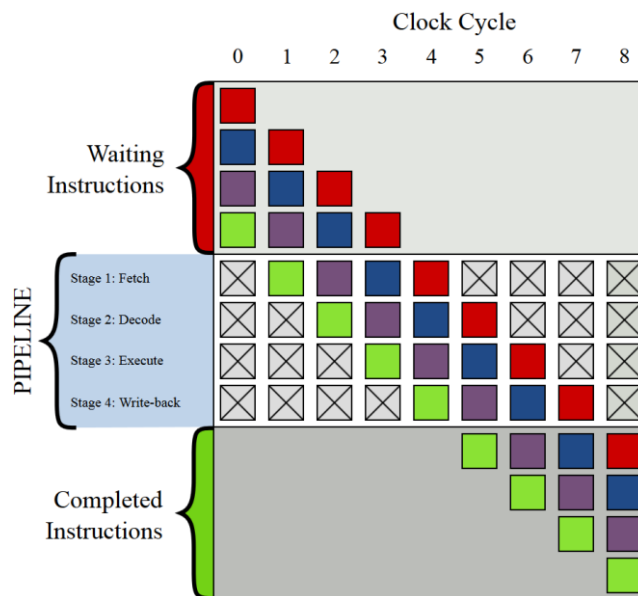 Clock Cycle
0 1 2 3 4 5 6 7 8
Waiting
Instructions
PIPELINE
Stage 1: Fetch
Stage 2: Decode
Stage 3: Execute
Stage 4: Write-back
Completed
Instructions